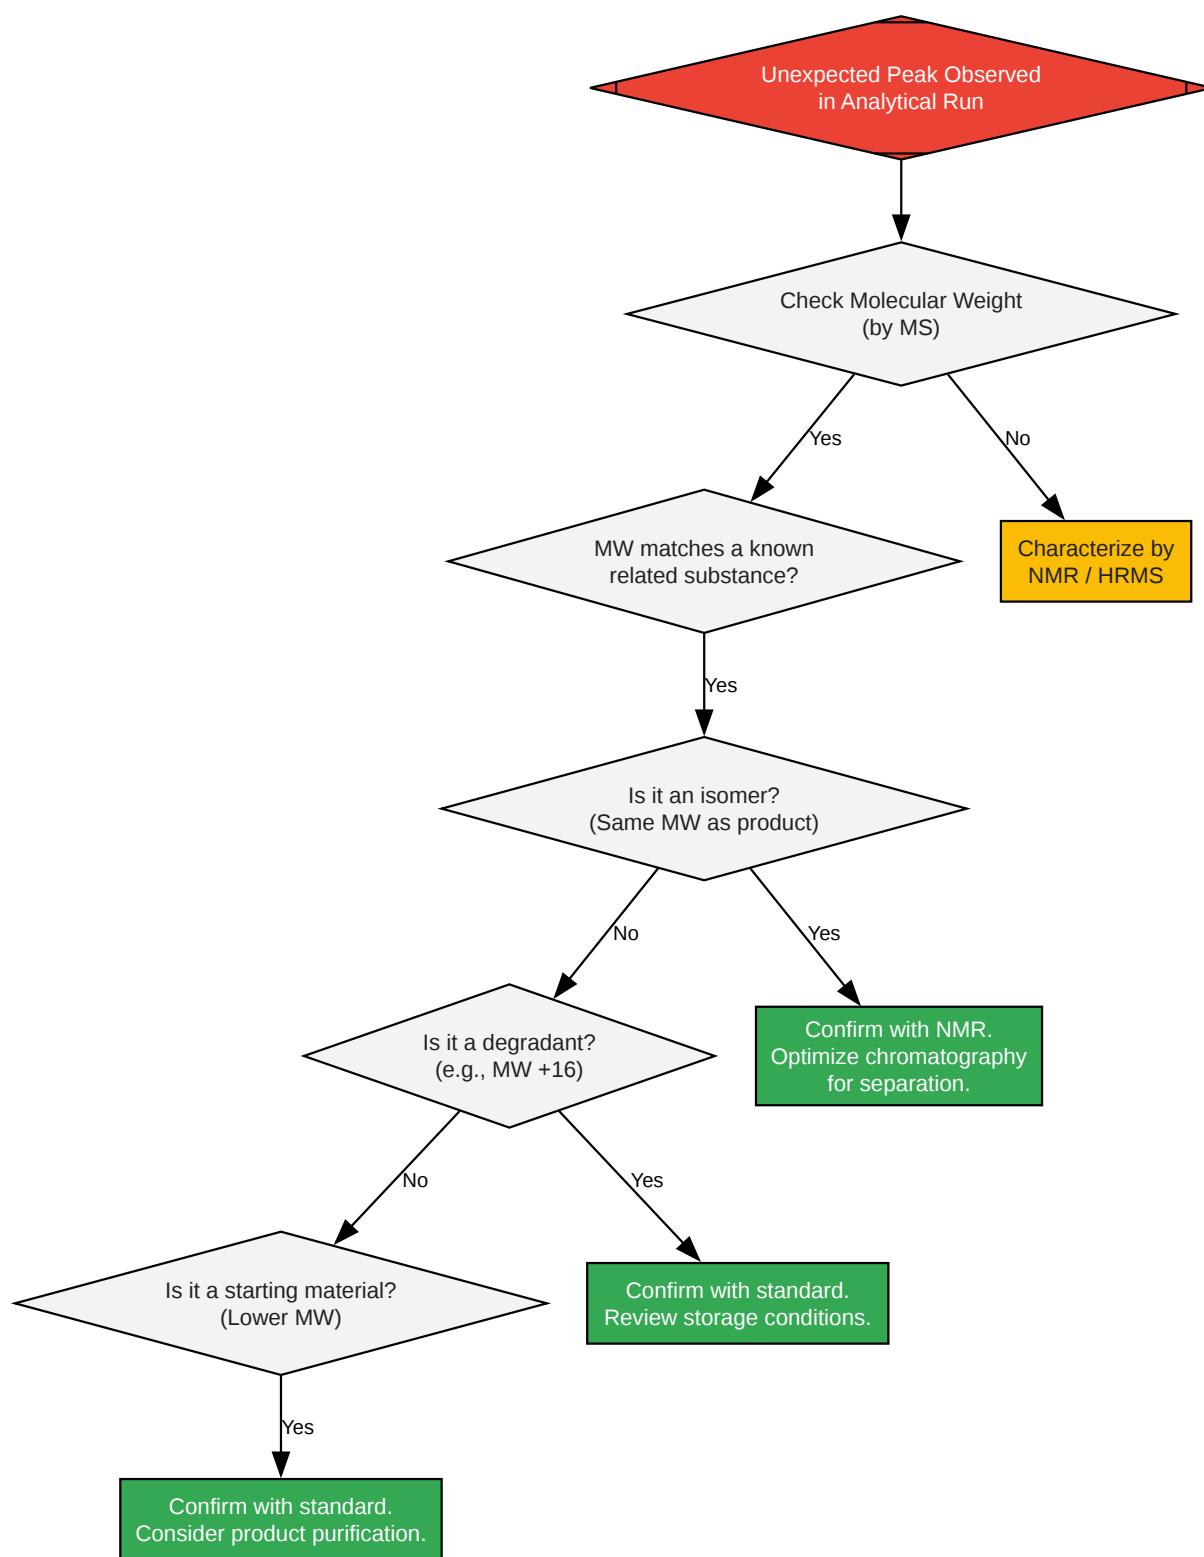 Unexpected Peak Observed
in Analytical Run
Check Molecular Weight
(by MS)
Yes
No
MW matches a known
related substance?
Characterize by
NMR / HRMS
Yes
Is it an isomer?
(Same MW as product)
No
Yes
Is it a degradant?
(e.g., MW +16)
Confirm with NMR.
Optimize chromatography
for separation.
No
Yes
Is it a starting material?
(Lower MW)
Confirm with standard.
Review storage conditions.
Yes
Confirm with standard.
Consider product purification.